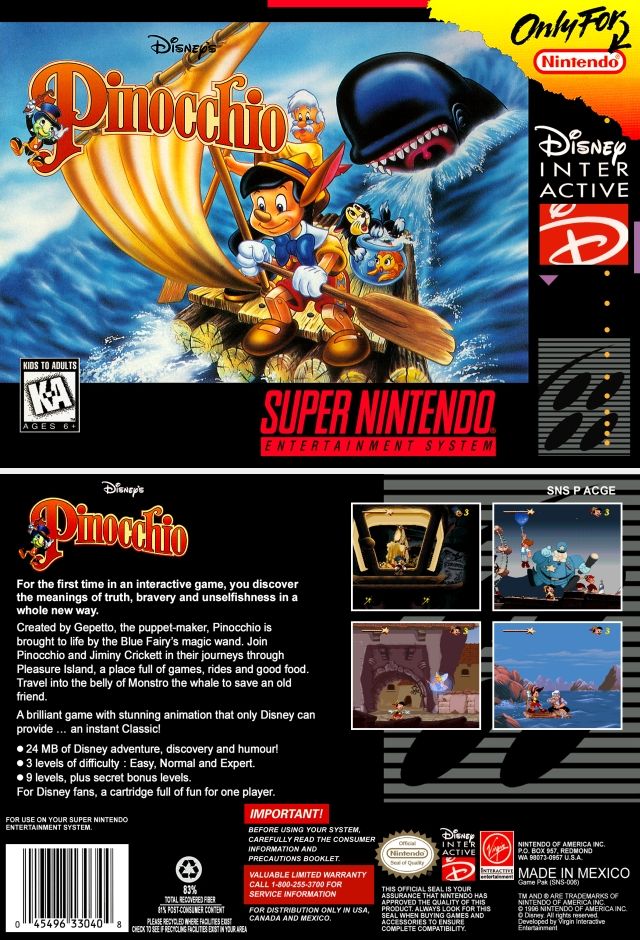 Disney's
Pinocchio
Only For
Nintendo®
Disney
INTER
ACTIVE
KIDS TO ADULTS
K-A
AGES 6+
SUPER NINTENDO®
ENTERTAINMENT SYSTEM
Disney's
Pinocchio
SNS P ACGE
For the first time in an interactive game, you discover
the meanings of truth, bravery and unselfishness in a
whole new way.
Created by Gepetto, the puppet-maker, Pinocchio is
brought to life by the Blue Fairy's magic wand. Join
Pinocchio and Jiminy Crickett in their journeys through
Pleasure Island, a place full of games, rides and good food.
Travel into the belly of Monstro the whale to save an old
friend.
A brilliant game with stunning animation that only Disney can
provide ... an instant Classic!
● 24 MB of Disney adventure, discovery and humour!
● 3 levels of difficulty : Easy, Normal and Expert.
● 9 levels, plus secret bonus levels.
For Disney fans, a cartridge full of fun for one player.
3
3
3
3
FOR USE ON YOUR SUPER NINTENDO
ENTERTAINMENT SYSTEM.
0 45496 33040 8
83%
TOTAL RECOVERED FIBER
81% POST-CONSUMER CONTENT
PLEASE RECYCLE WHERE FACILITIES EXIST
CHECK TO SEE IF RECYCLING FACILITIES EXIST IN YOUR AREA
IMPORTANT!
BEFORE USING YOUR SYSTEM,
CAREFULLY READ THE CONSUMER
INFORMATION AND
PRECAUTIONS BOOKLET.
VALUABLE LIMITED WARRANTY
CALL 1-800-255-3700 FOR
SERVICE INFORMATION
FOR DISTRIBUTION ONLY IN USA,
CANADA AND MEXICO.
Official
Nintendo
Seal of Quality
THIS OFFICIAL SEAL IS YOUR
ASSURANCE THAT NINTENDO HAS
APPROVED THE QUALITY OF THIS
PRODUCT. ALWAYS LOOK FOR THIS
SEAL WHEN BUYING GAMES AND
ACCESSORIES TO ENSURE
COMPLETE COMPATIBILITY.
Disney
INTER
ACTIVE
Virgin
INTERACTIVE
entertainment
NINTENDO OF AMERICA INC.
P.O. BOX 957, REDMOND
WA 98073-0957 U.S.A.
MADE IN MEXICO
Game Pak (SNS-006)
TM AND ® ARE TRADEMARKS OF
NINTENDO OF AMERICA INC.
© 1996 NINTENDO OF AMERICA INC.
© Disney. All rights reserved.
Developed by Virgin Interactive
Entertainment